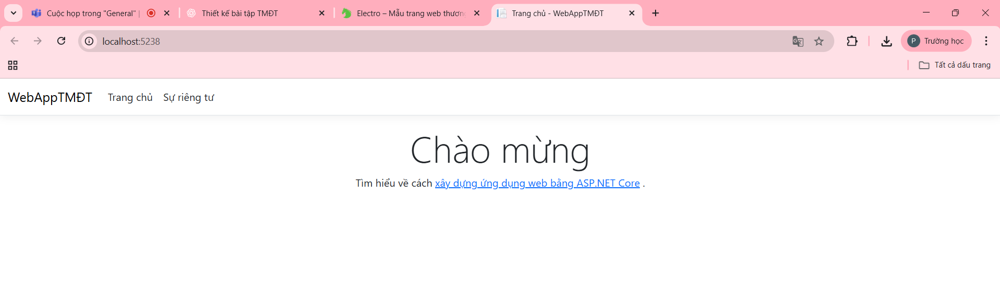 Cuộc họp trong "General" |
Thiết kế bài tập TMĐT
Electro – Mẫu trang web thương
Trang chủ - WebAppTMĐT
localhost:5238
P Trường học
Tất cả dấu trang
WebAppTMĐT Trang chủ Sự riêng tư
Chào mừng
Tìm hiểu về cách xây dựng ứng dụng web bằng ASP.NET Core .